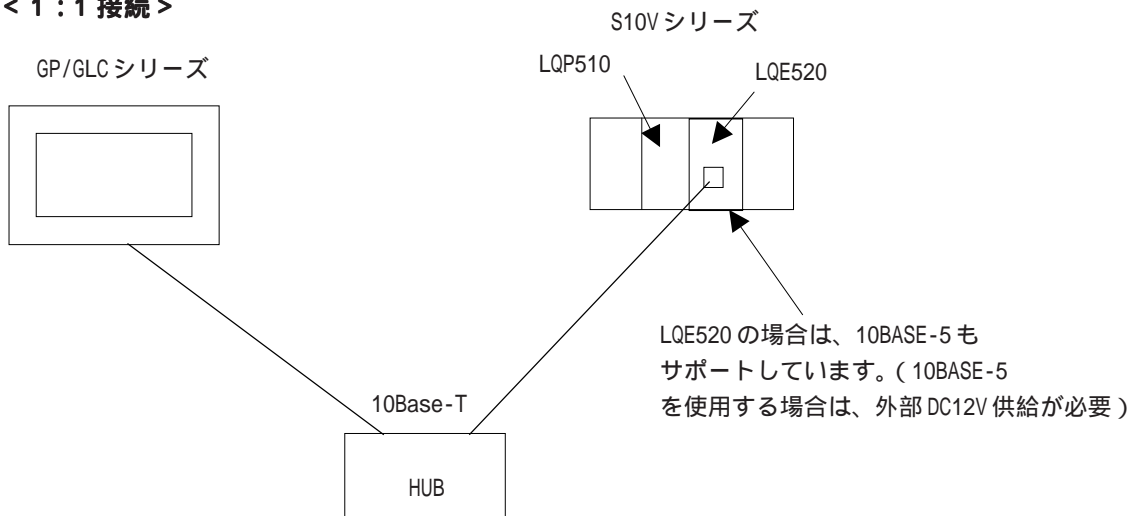 < 1 : 1 接続 >
S10V シリーズ
GP/GLC シリーズ
LQP510
LQE520
LQE520 の場合は、10BASE-5 も
サポートしています。( 10BASE-5
を使用する場合は、外部 DC12V 供給が必要 )
10Base-T
HUB